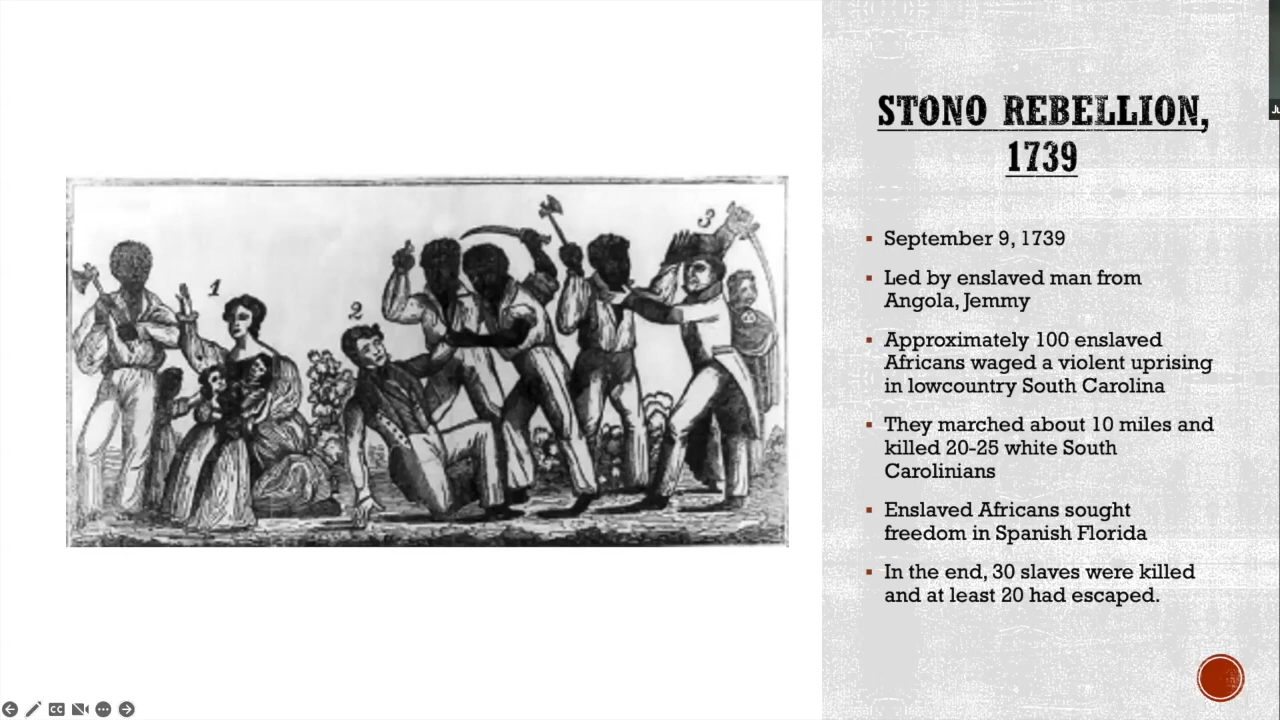 STONO REBELLION,
1739
1
2
3
▪ September 9, 1739
▪ Led by enslaved man from
Angola, Jemmy
▪ Approximately 100 enslaved
Africans waged a violent uprising
in lowcountry South Carolina
▪ They marched about 10 miles and
killed 20-25 white South
Carolinians
▪ Enslaved Africans sought
freedom in Spanish Florida
▪ In the end, 30 slaves were killed
and at least 20 had escaped.
CC